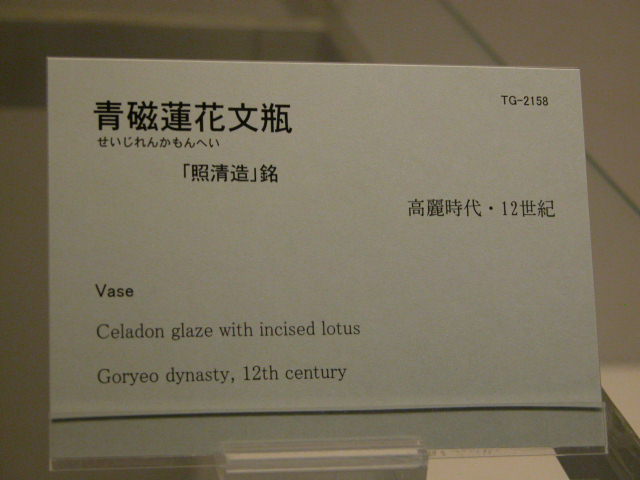 TG-2158
青磁蓮花文瓶
せいじれんかもんへい
「照清造」銘
高麗時代・12世紀
Vase
Celadon glaze with incised lotus
Goryeo dynasty, 12th century